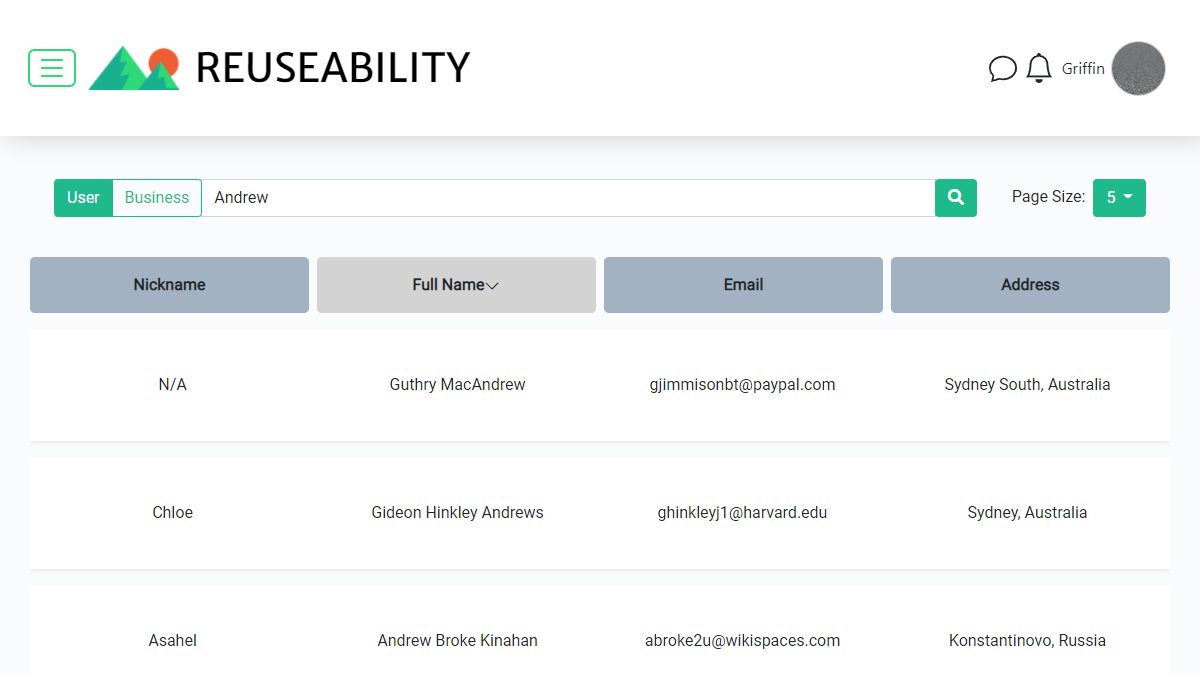 REUSEABILITY
Griffin
User Business Andrew
Page Size: 5
Nickname Full Name Email Address
N/A Guthry MacAndrew gjimmisonbt@paypal.com Sydney South, Australia
Chloe Gideon Hinkley Andrews ghinkleyj1@harvard.edu Sydney, Australia
Asahel Andrew Broke Kinahan abroke2u@wikispaces.com Konstantinovo, Russia